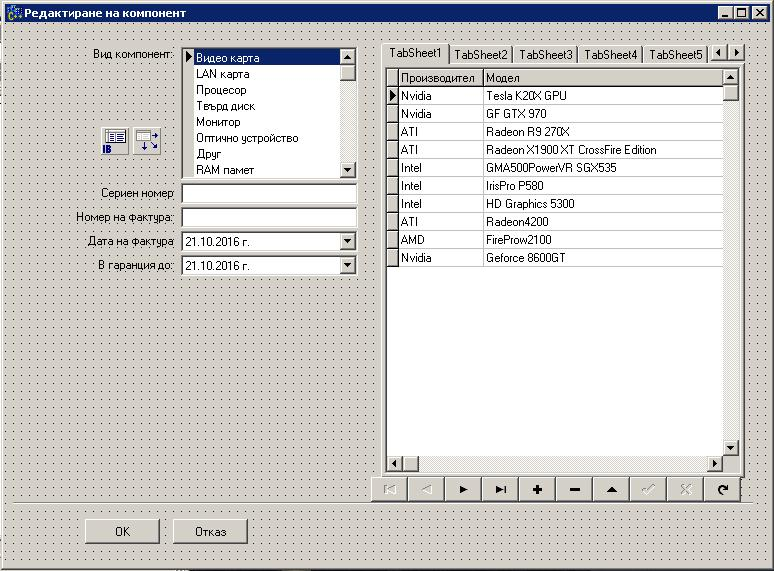 Редактиране на компонент
Вид компонент:
Видео карта
LAN карта
Процесор
Твърд диск
Монитор
Оптично устройство
Друг
RAM памет
IB
Сериен номер
Номер на фактура:
Дата на фактура
21.10.2016 г.
В гаранция до:
21.10.2016 г.
TabSheet1 TabSheet2 TabSheet3 TabSheet4 TabSheet5
Производител Модел
Nvidia Tesla K20X GPU
Nvidia GF GTX 970
ATI Radeon R9 270X
ATI Radeon X1900 XT CrossFire Edition
Intel GMA500PowerVR SGX535
Intel IrisPro P580
Intel HD Graphics 5300
ATI Radeon4200
AMD FireProw2100
Nvidia Geforce 8600GT
OK Отказ